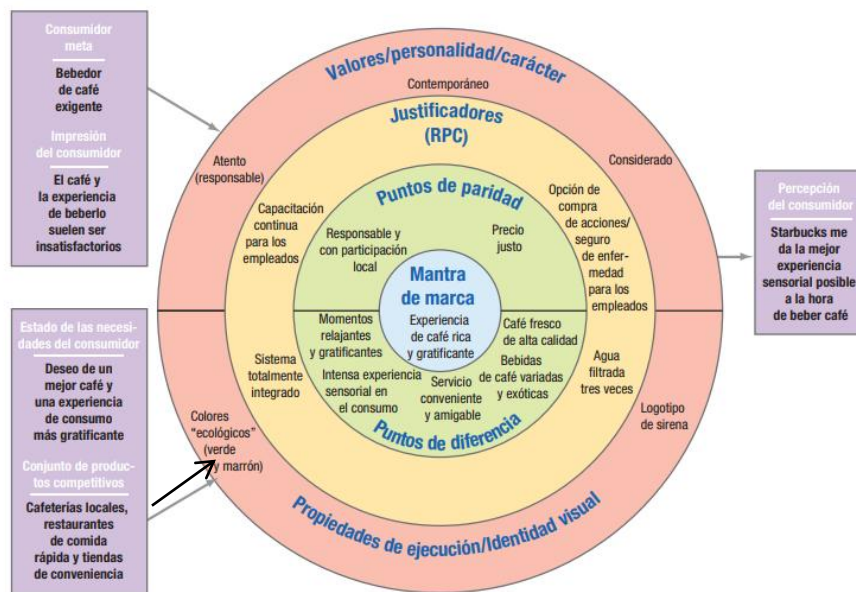 Consumidor
meta
Bebedor
de café
exigente
Impresión
del consumidor
El café y
la experiencia
de beberlo
suelen ser
insatisfactorios
Estado de las necesi-
dades del consumidor
Deseo de un
mejor café y
una experiencia
de consumo
más gratificante
Conjunto de produc-
tos competitivos
Cafeterías locales,
restaurantes
de comida
rápida y tiendas
de conveniencia
Valores/personalidad/carácter
Contemporáneo
Atento
(responsable)
Considerado
Justificadores
(RPC)
Capacitación
continua
para los
empleados
Opción de
compra
de acciones/
seguro
de enfer-
medad
para los
empleados
Puntos de paridad
Responsable y
con participación
local
Precio
justo
Mantra
de marca
Experiencia
de café rica
y gratificante
Momentos
relajantes
y gratificantes
Café fresco
de alta calidad
Intensa experiencia
sensorial en
el consumo
Servicio
conveniente
y amigable
Bebidas
de café variadas
y exóticas
Puntos de diferencia
Sistema
totalmente
integrado
Agua
filtrada
tres veces
Colores
"ecológicos"
(verde
y marrón)
Logotipo
de sirena
Propiedades de ejecución/Identidad visual
Percepción
del consumidor
Starbucks me
da la mejor
experiencia
sensorial posible
a la hora
de beber café